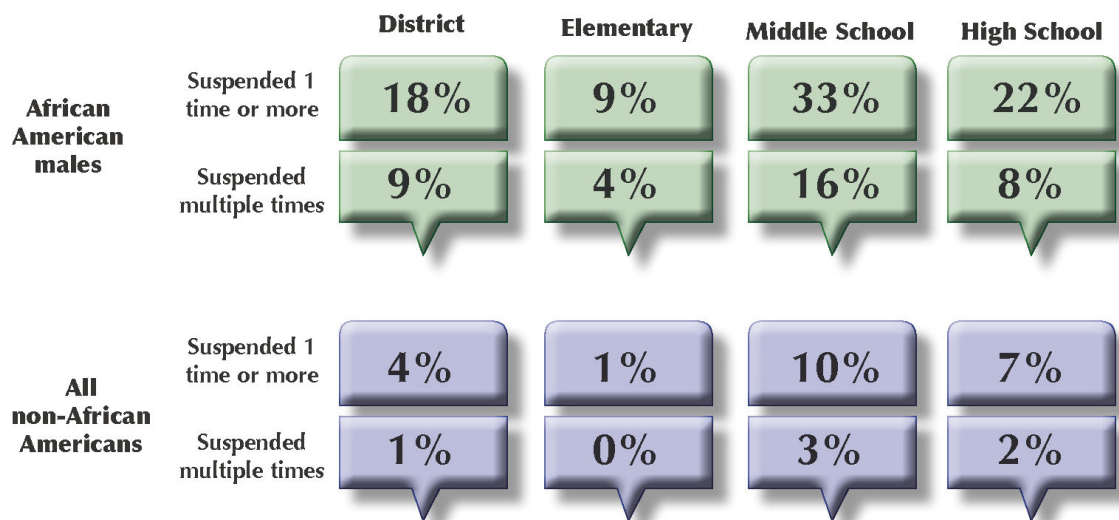 District Elementary Middle School High School
African
American
males
Suspended 1
time or more
18% 9% 33% 22%
Suspended
multiple times
9% 4% 16% 8%
All
non-African
Americans
Suspended 1
time or more
4% 1% 10% 7%
Suspended
multiple times
1% 0% 3% 2%